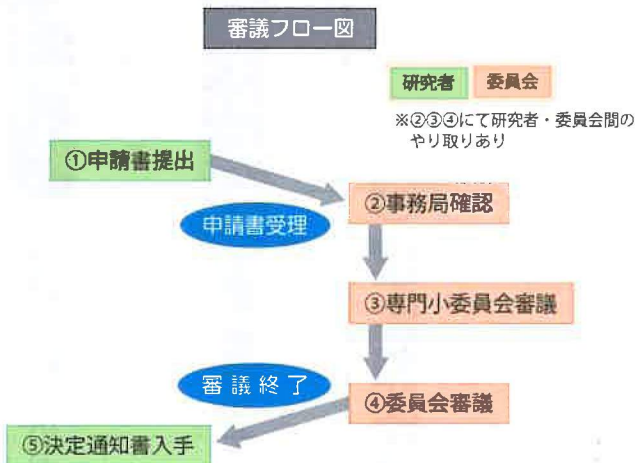 審議フロー図
研究者
委員会
※②③④にて研究者・委員会間の
やり取りあり
①申請書提出
申請書受理
②事務局確認
③専門小委員会審議
審議終了
④委員会審議
⑤決定通知書入手